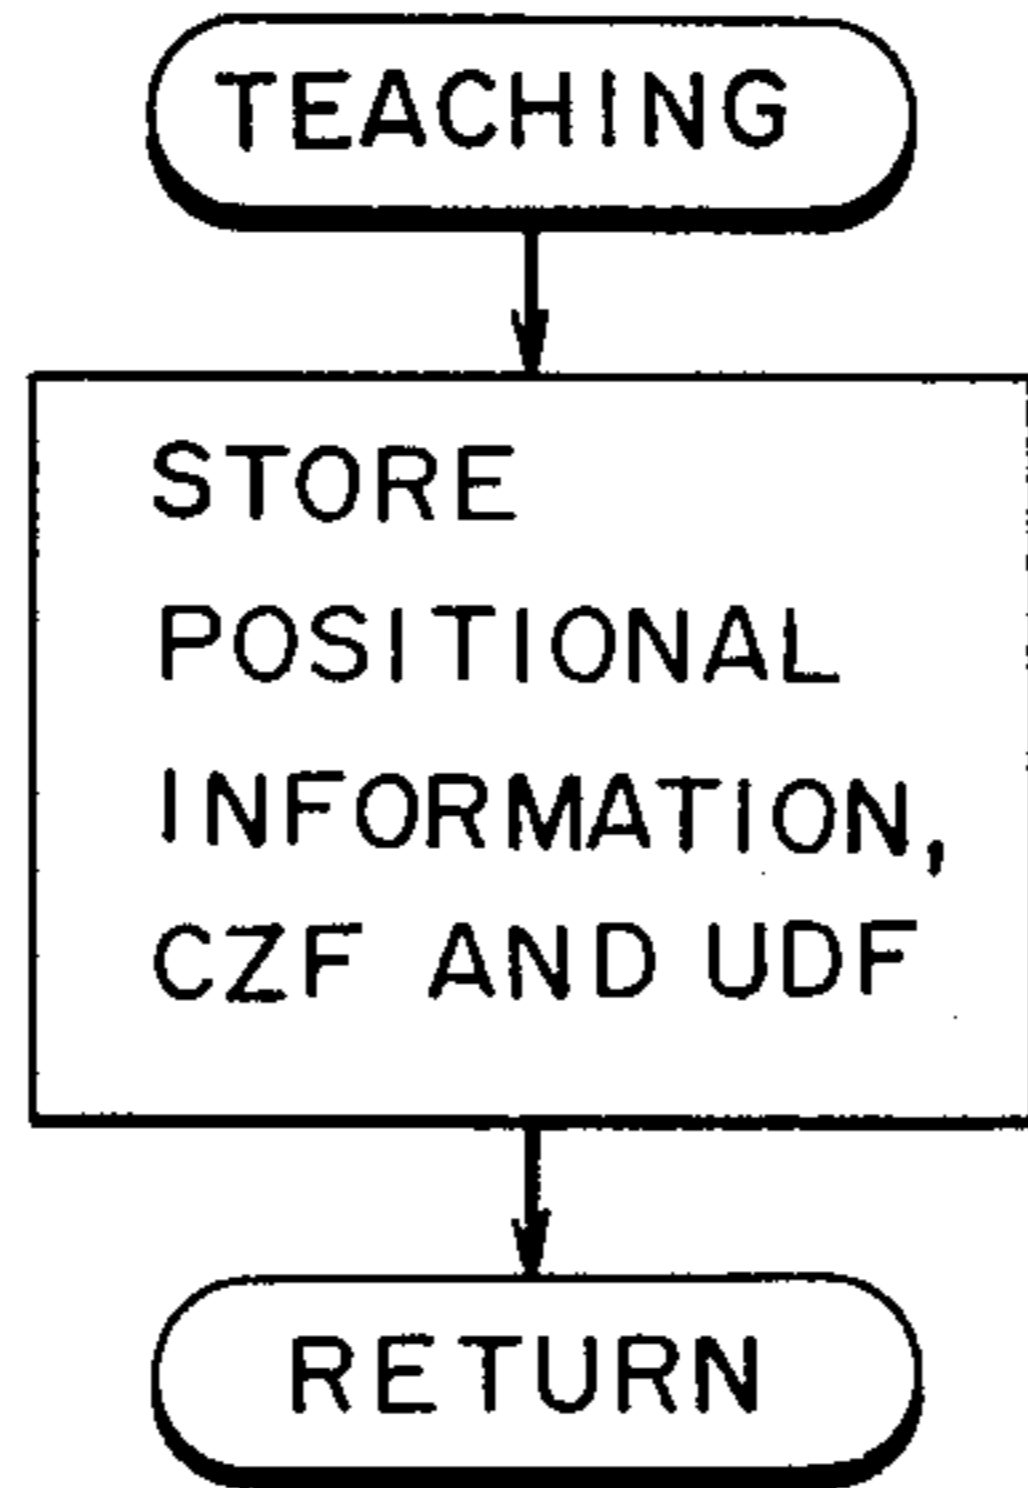 TEACHING
STORE
POSITIONAL
INFORMATION,
CZF AND UDF
RETURN